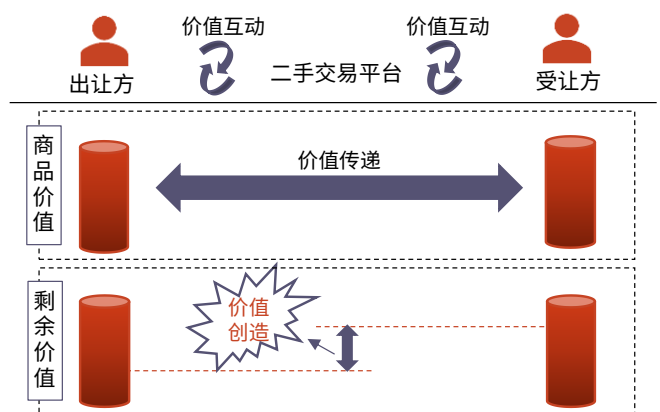 价值互动
价值互动
出让方
二手交易平台
受让方
商品价值
价值传递
剩余价值
价值
创造